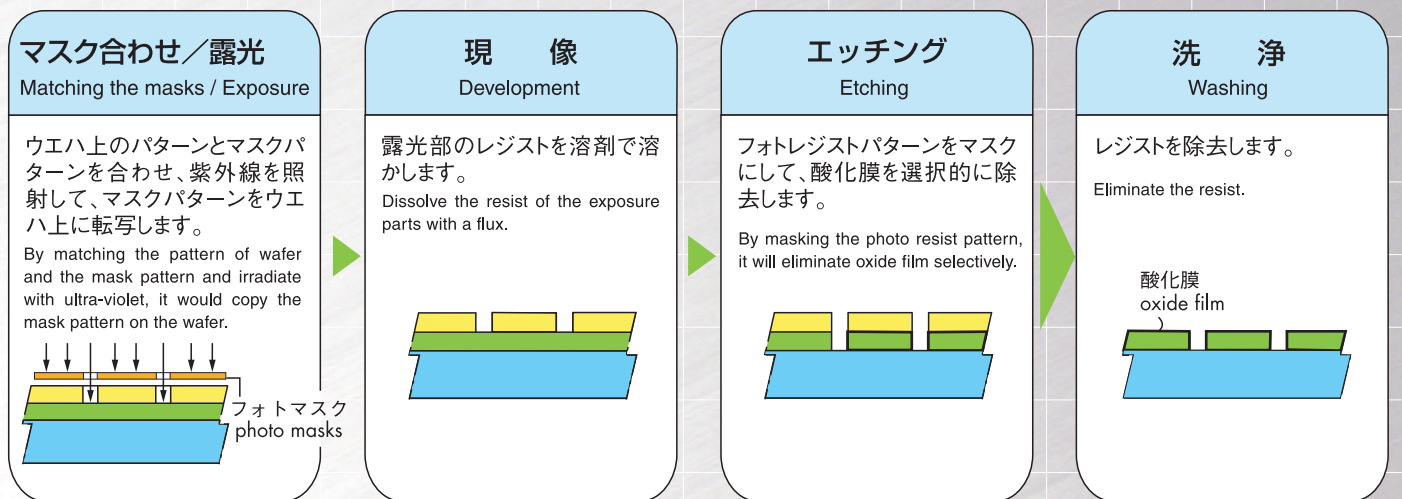 マスク合わせ／露光
Matching the masks / Exposure
ウエハ上のパターンとマスクパ
ターンを合わせ、紫外線を照
射して、マスクパターンをウエ
ハ上に転写します。
By matching the pattern of wafer
and the mask pattern and irradiate
with ultra-violet, it would copy the
mask pattern on the wafer.
フォトマスク
photo masks
現　像
Development
露光部のレジストを溶剤で溶
かします。
Dissolve the resist of the exposure
parts with a flux.
エッチング
Etching
フォトレジストパターンをマスク
にして、酸化膜を選択的に除
去します。
By masking the photo resist pattern,
it will eliminate oxide film selectively.
洗　浄
Washing
レジストを除去します。
Eliminate the resist.
酸化膜
oxide film